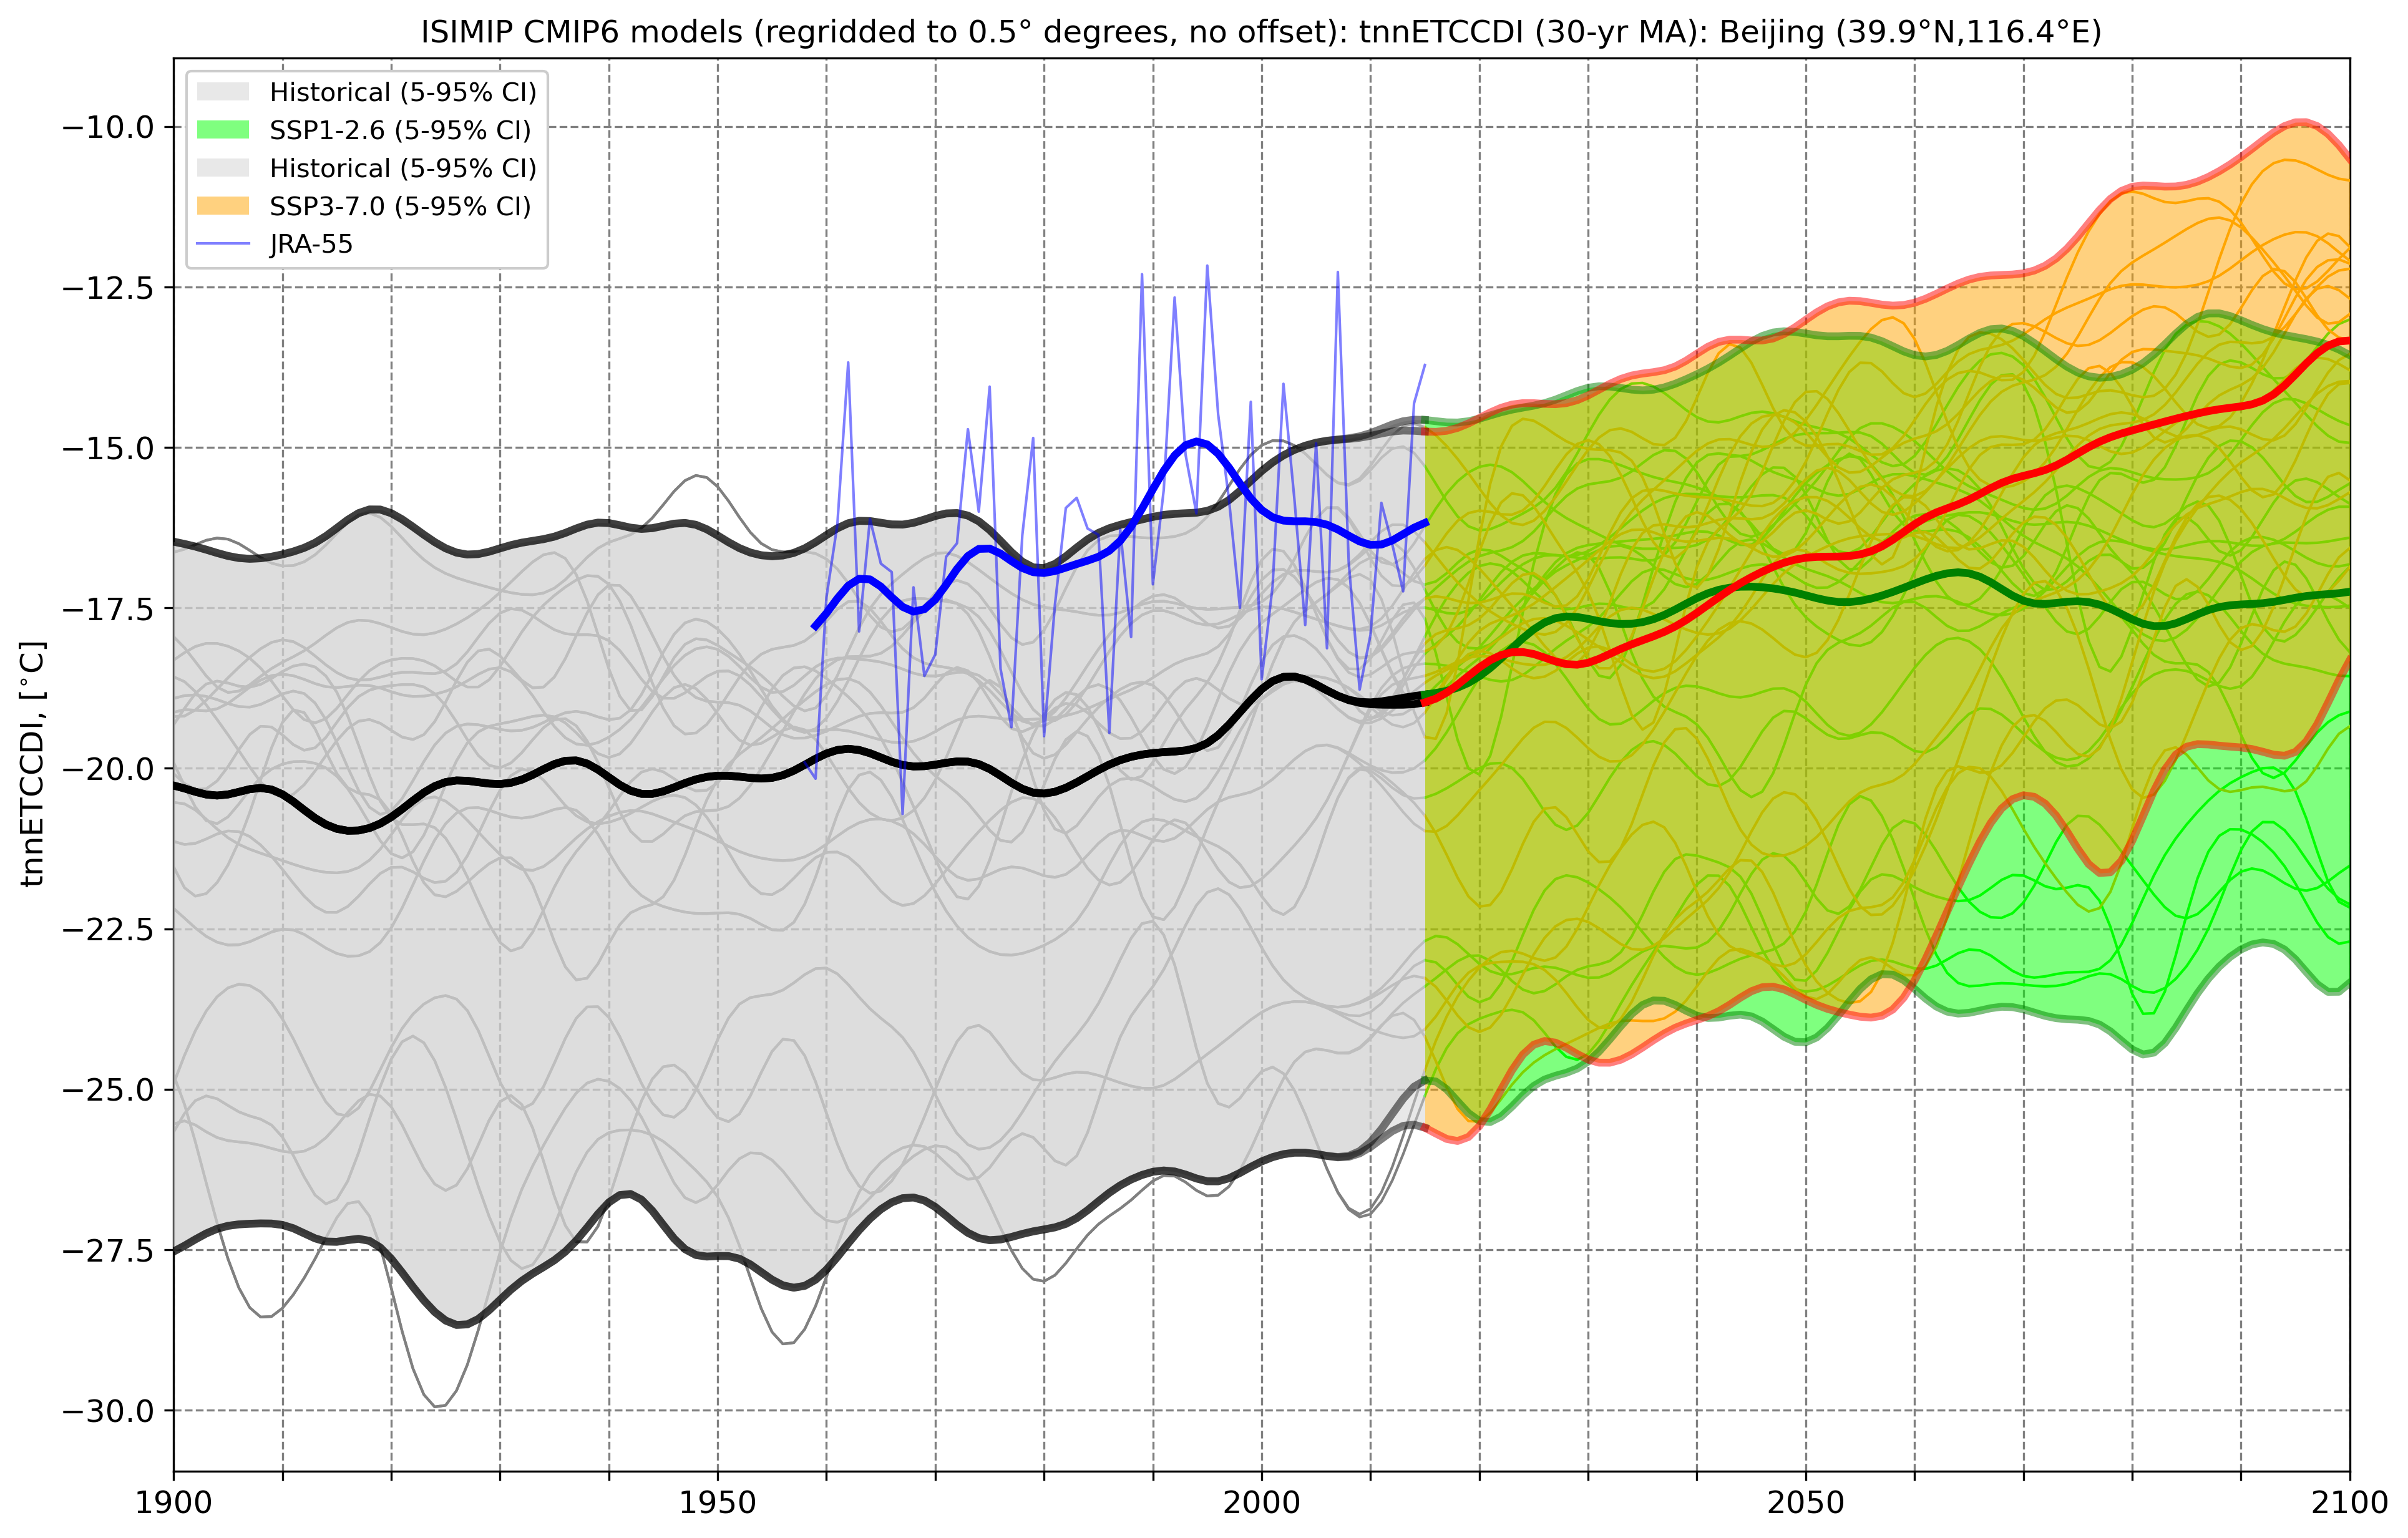 ISIMIP CMIP6 models (regridded to 0.5° degrees, no offset): tnnETCCDI (30-yr MA): Beijing (39.9°N,116.4°E)
Historical (5-95% CI)
SSP1-2.6 (5-95% CI)
Historical (5-95% CI)
SSP3-7.0 (5-95% CI)
JRA-55
tnnETCCDI, [°C]
−10.0
−12.5
−15.0
−17.5
−20.0
−22.5
−25.0
−27.5
−30.0
1900
1950
2000
2050
2100